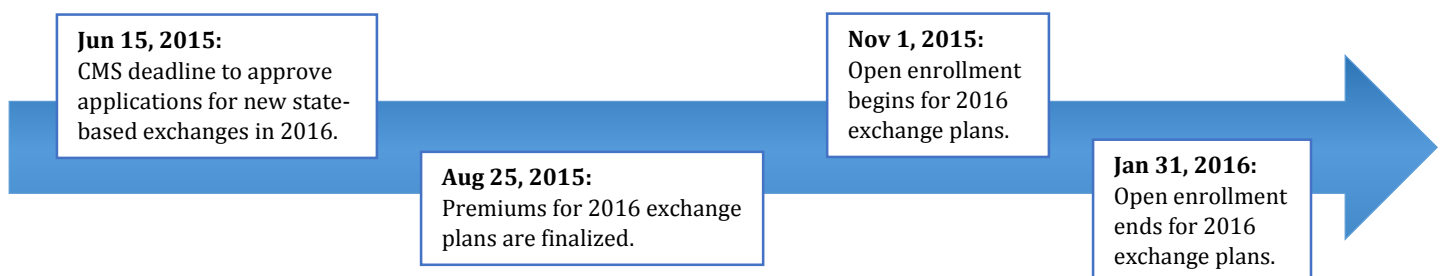 Jun 15, 2015:
CMS deadline to approve
applications for new state-
based exchanges in 2016.
Aug 25, 2015:
Premiums for 2016 exchange
plans are finalized.
Nov 1, 2015:
Open enrollment
begins for 2016
exchange plans.
Jan 31, 2016:
Open enrollment
ends for 2016
exchange plans.